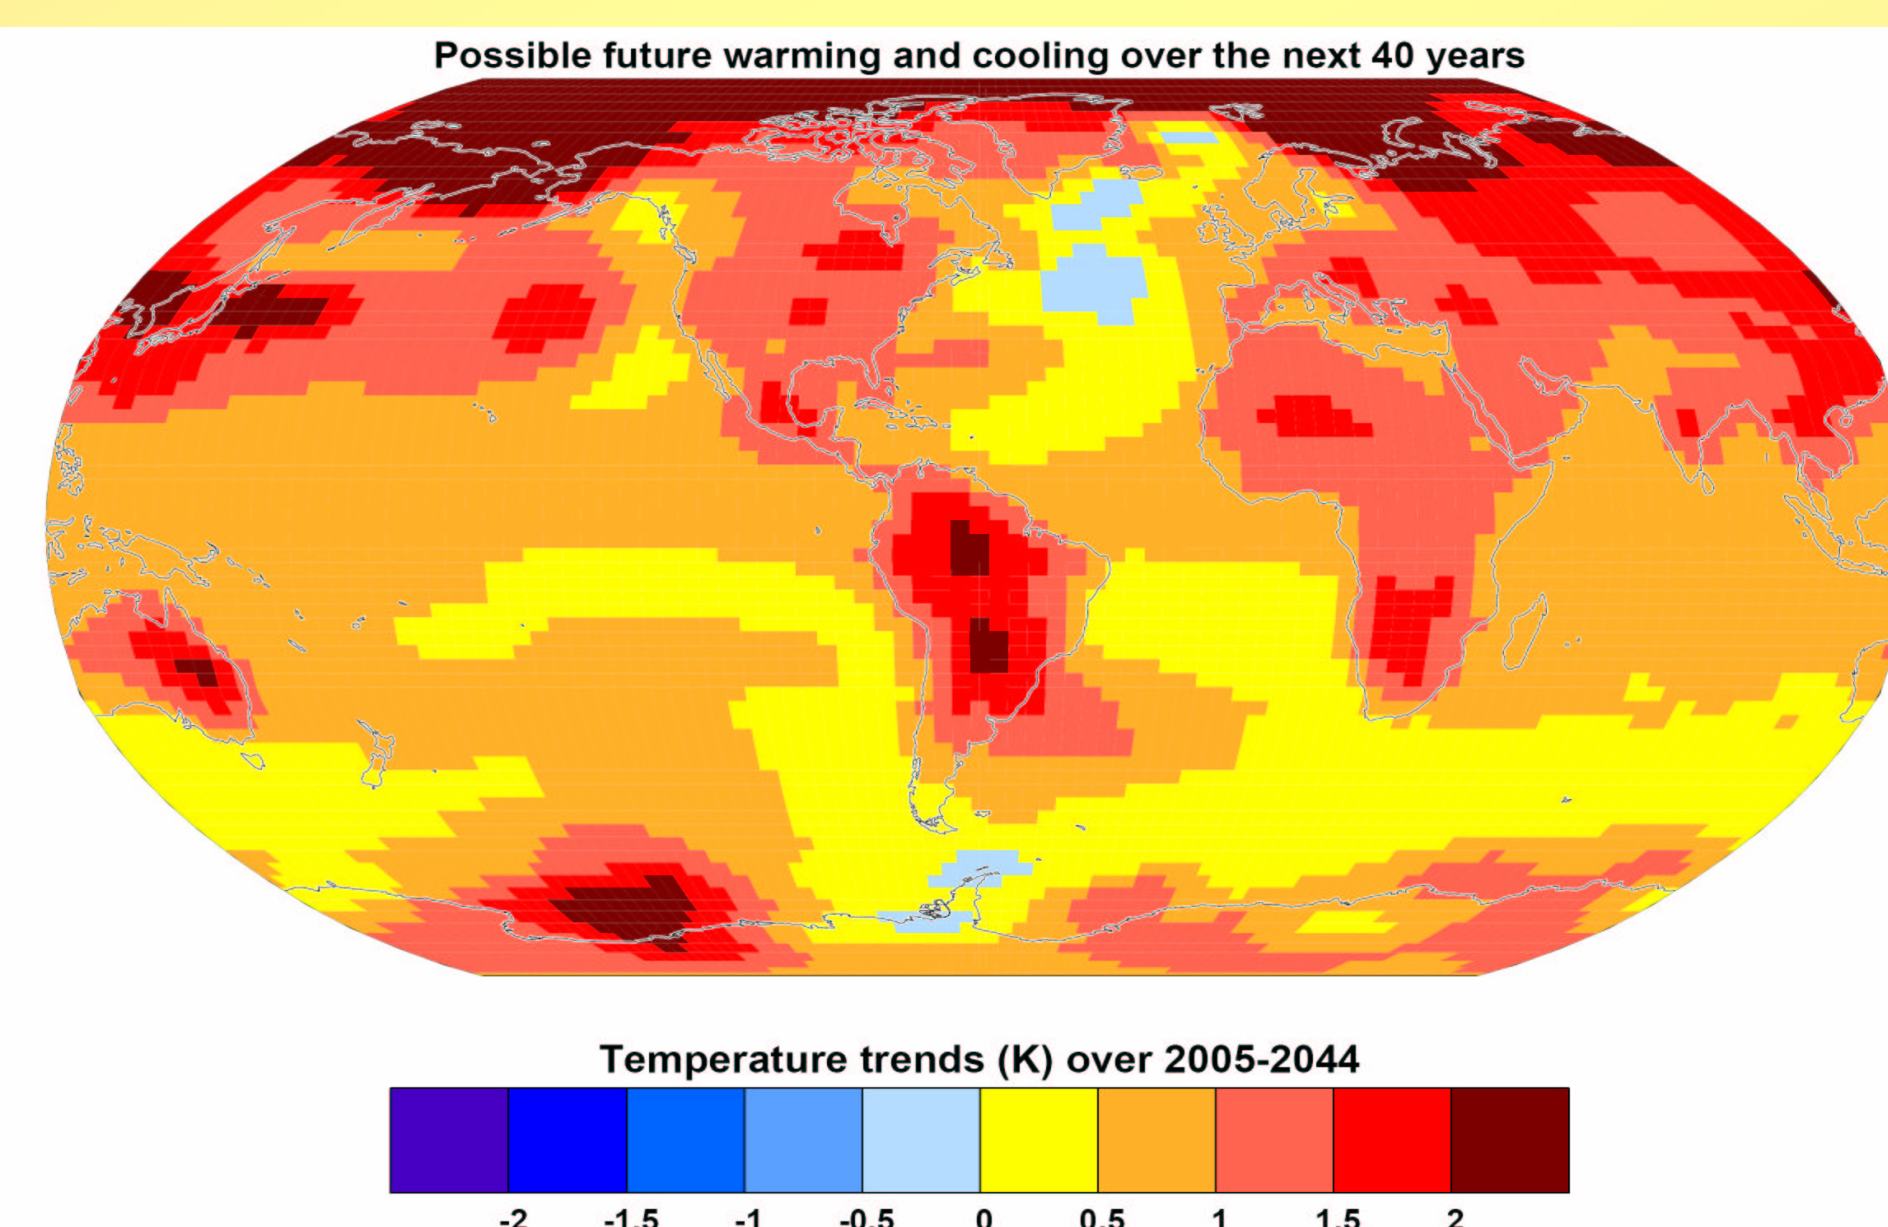 Possible future warming and cooling over the next 40 years
Temperature trends (K) over 2005-2044
-2 -1.5 -1 -0.5 0 0.5 1 1.5 2